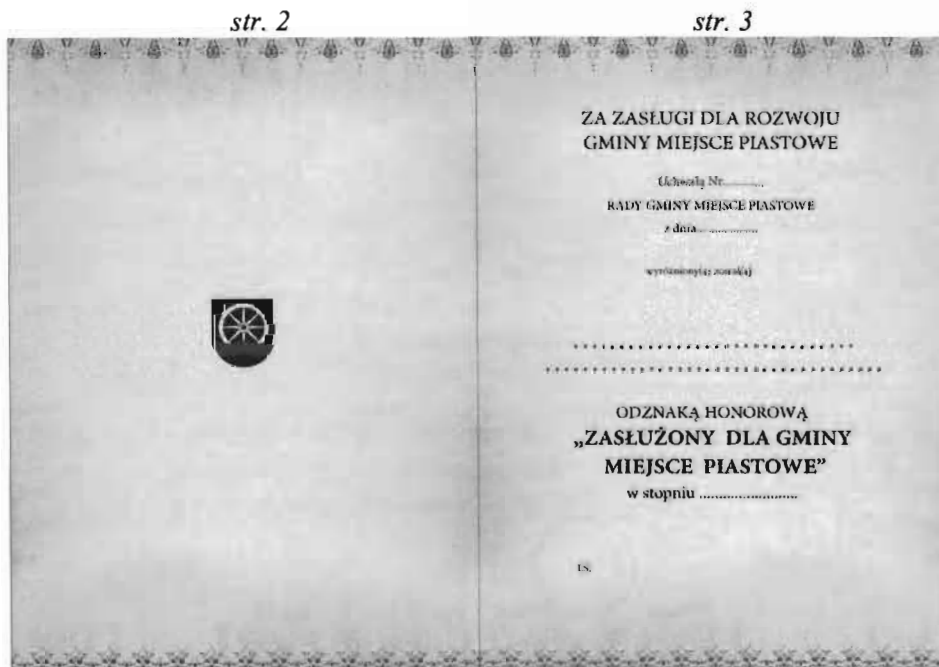 str. 2
str. 3
ZA ZASŁUGI DLA ROZWOJU
GMINY MIEJSCE PIASTOWE
Uchwałą Nr............
RADY GMINY MIEJSCE PIASTOWE
z dnia....................
ODZNAKĄ HONOROWĄ
„ZASŁUŻONY DLA GMINY
MIEJSCE PIASTOWE”
w stopniu .........................